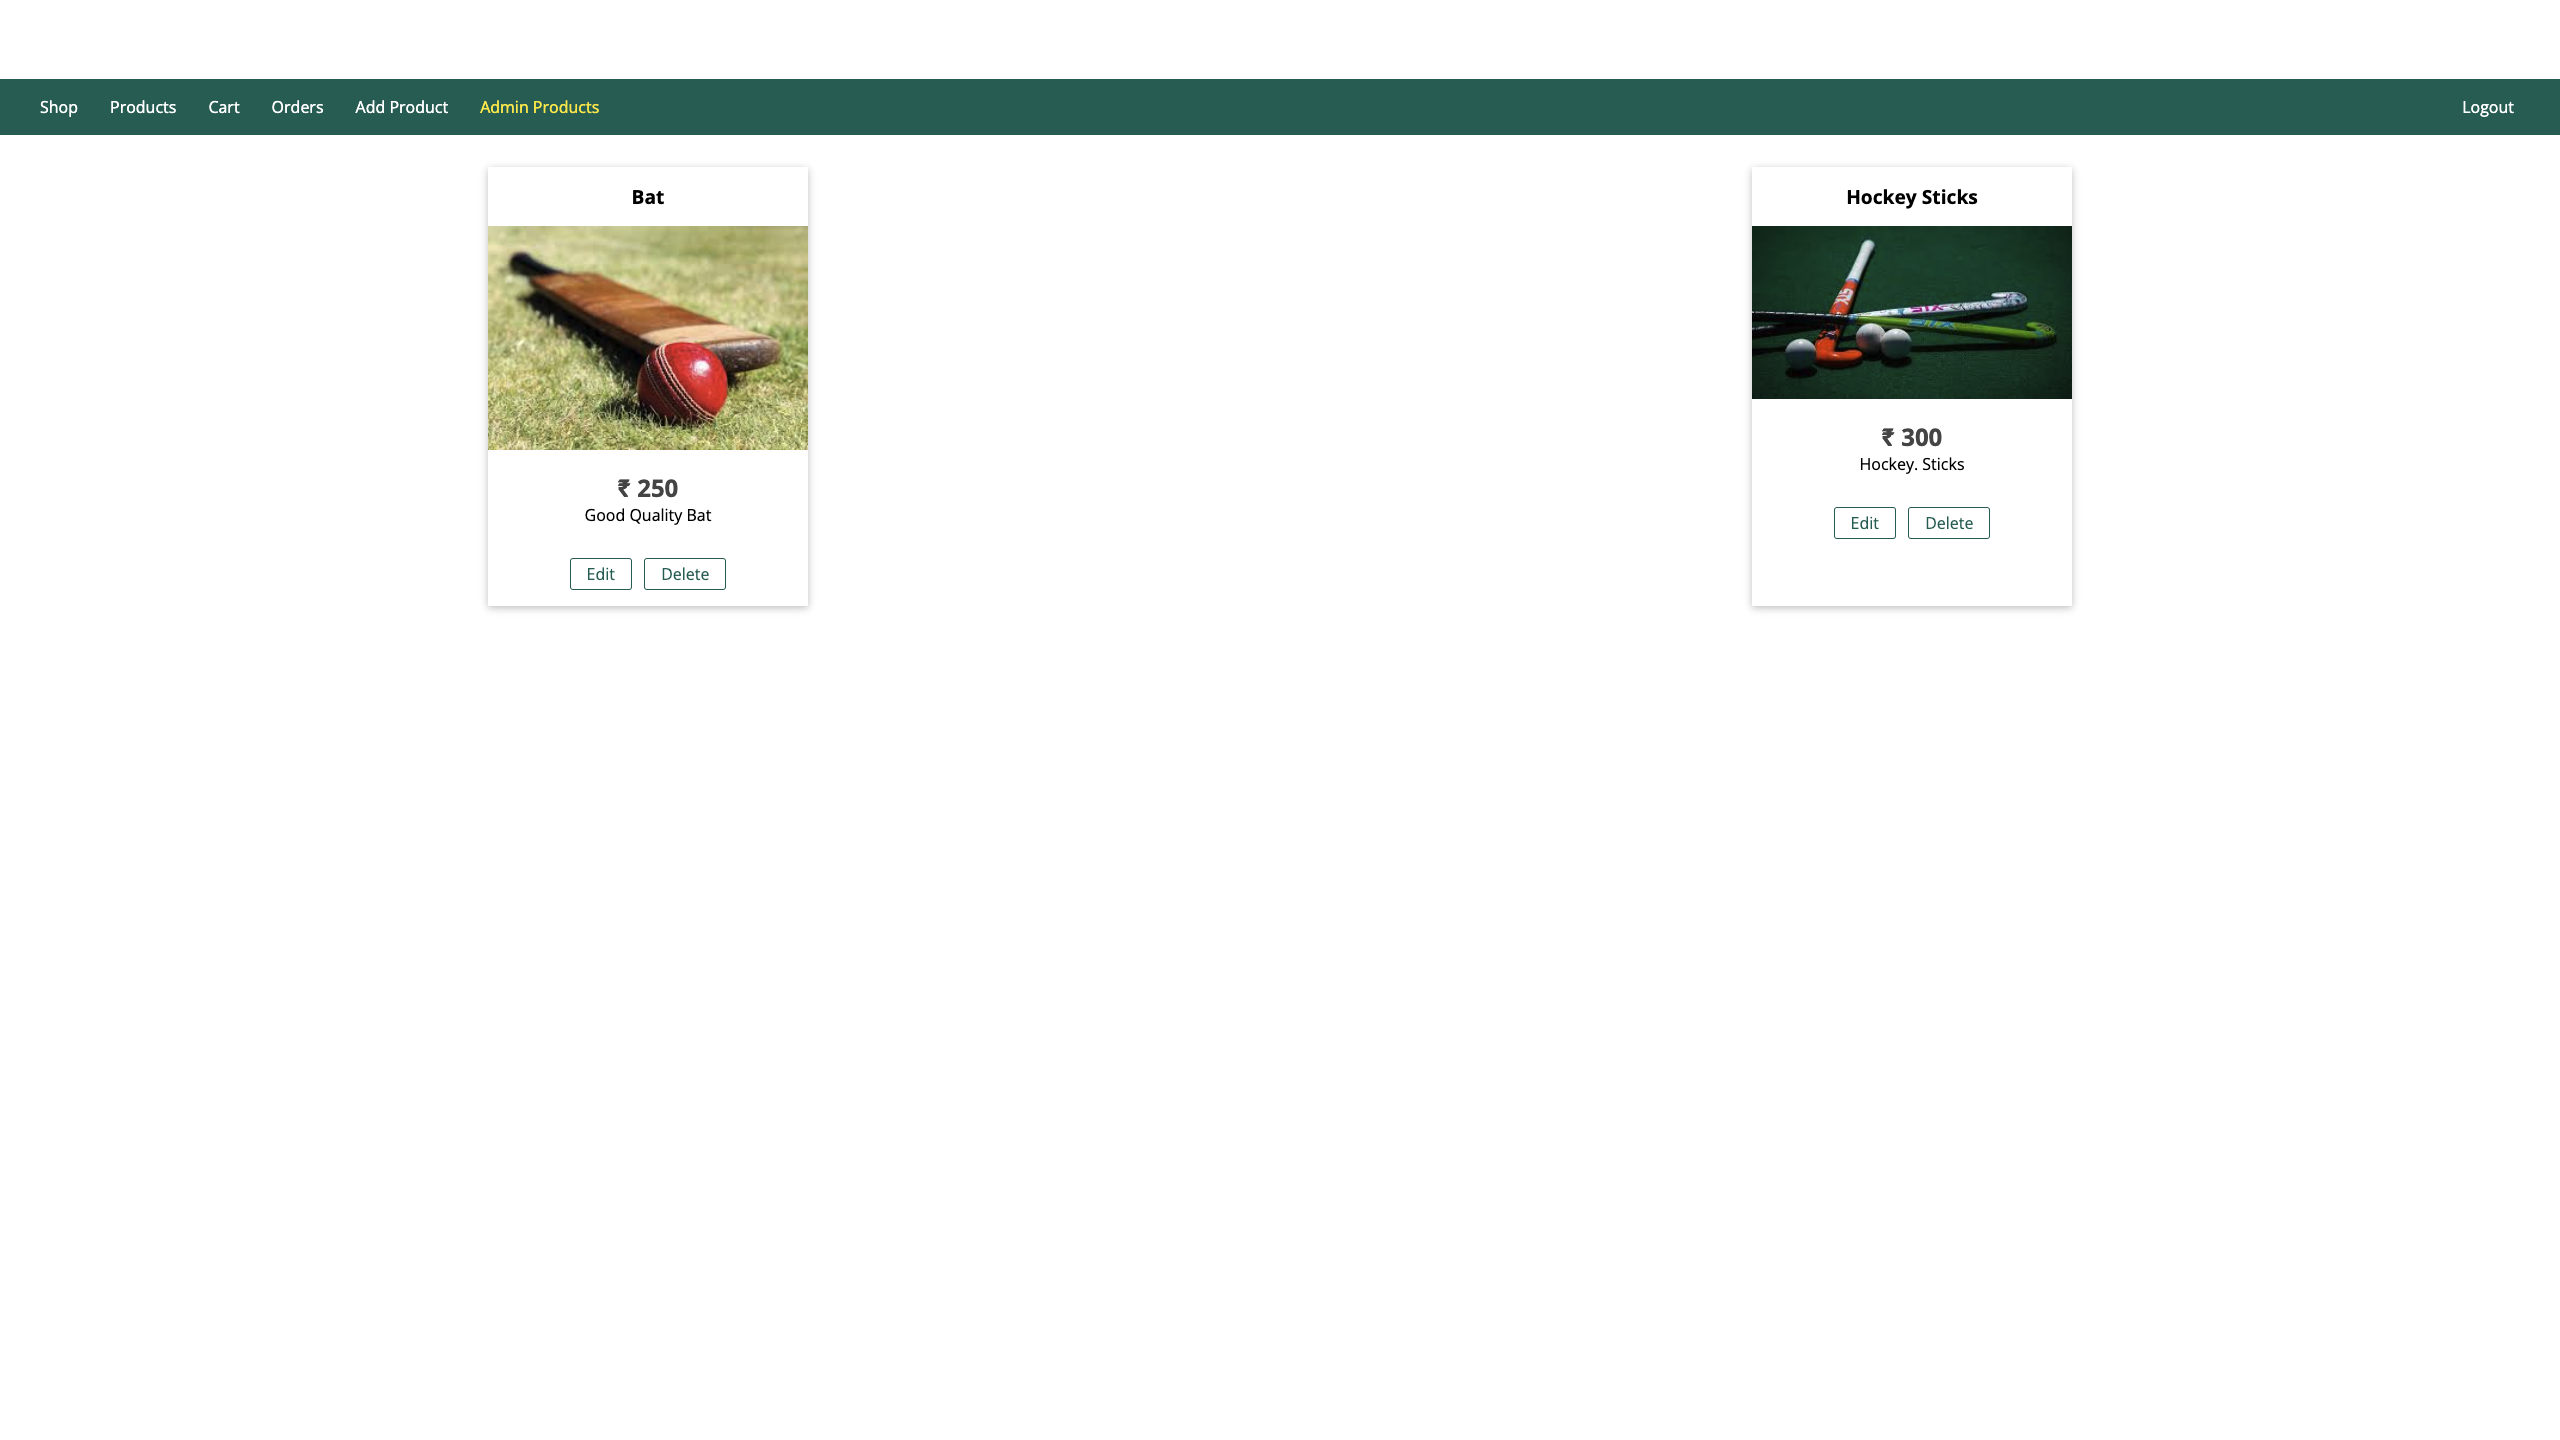 Shop Products Cart Orders Add Product Admin Products Logout
Bat
₹ 250
Good Quality Bat
Edit Delete
Hockey Sticks
₹ 300
Hockey. Sticks
Edit Delete